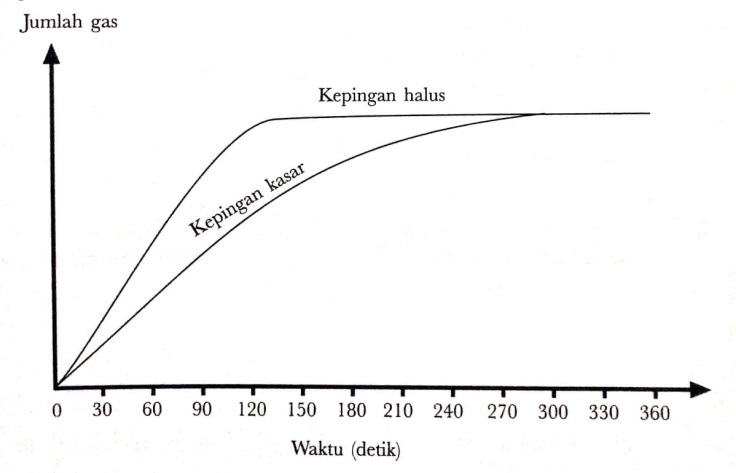 Jumlah gas
Kepingan halus
Kepingan kasar
0 30 60 90 120 150 180 210 240 270 300 330 360
Waktu (detik)